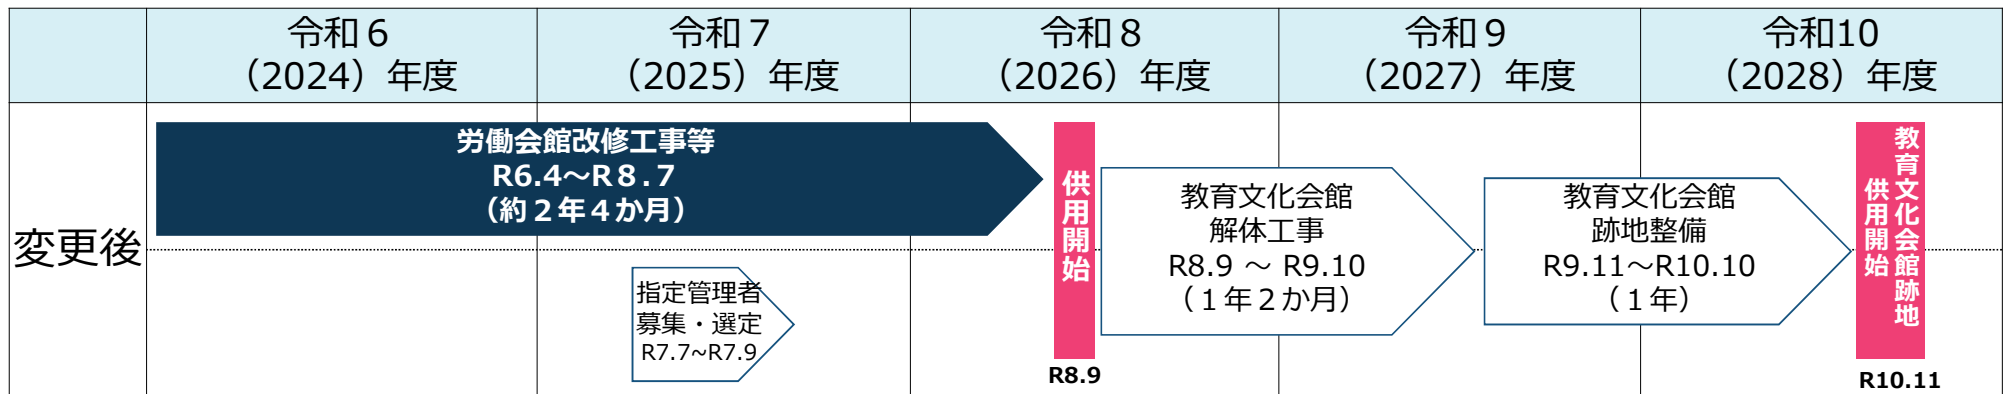 令和６
（2024）年度
令和７
（2025）年度
令和８
（2026）年度
令和９
（2027）年度
令和10
（2028）年度
変更後
労働会館改修工事等
R6.4～R８.７
（約２年４か月）
指定管理者
募集・選定
R7.7~R7.9
供用開始
R8.9
教育文化会館
解体工事
R8.9 ～ R9.10
（１年２か月）
教育文化会館
跡地整備
R9.11～R10.10
（１年）
教育文化会館跡地
供用開始
R10.11